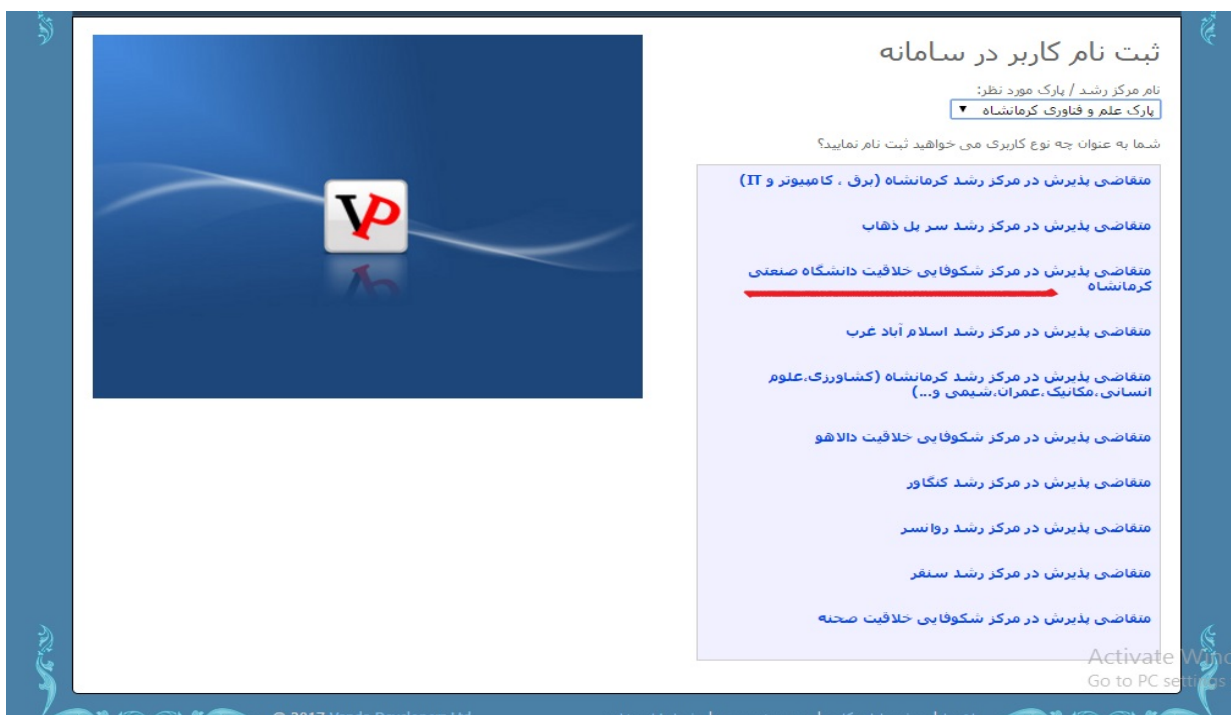 ثبت نام کاربر در سامانه
نام مرکز رشد / پارک مورد نظر:
پارک علم و فناوری کرمانشاه
شما به عنوان چه نوع کاربری می خواهید ثبت نام نمایید؟
متقاضی پذیرش در مرکز رشد کرمانشاه (برق ، کامپیوتر و IT)
متقاضی پذیرش در مرکز رشد سر پل ذهاب
متقاضی پذیرش در مرکز شکوفایی خلاقیت دانشگاه صنعتی
کرمانشاه
متقاضی پذیرش در مرکز رشد اسلام آباد غرب
متقاضی پذیرش در مرکز رشد کرمانشاه (کشاورزی،علوم
انسانی،مکانیک،عمران،شیمی و...)
متقاضی پذیرش در مرکز شکوفایی خلاقیت دالاهو
متقاضی پذیرش در مرکز رشد کنگاور
متقاضی پذیرش در مرکز رشد روانسر
متقاضی پذیرش در مرکز رشد سنقر
متقاضی پذیرش در مرکز شکوفایی خلاقیت صحنه
VP
Activate Wind
Go to PC settings
© 2017